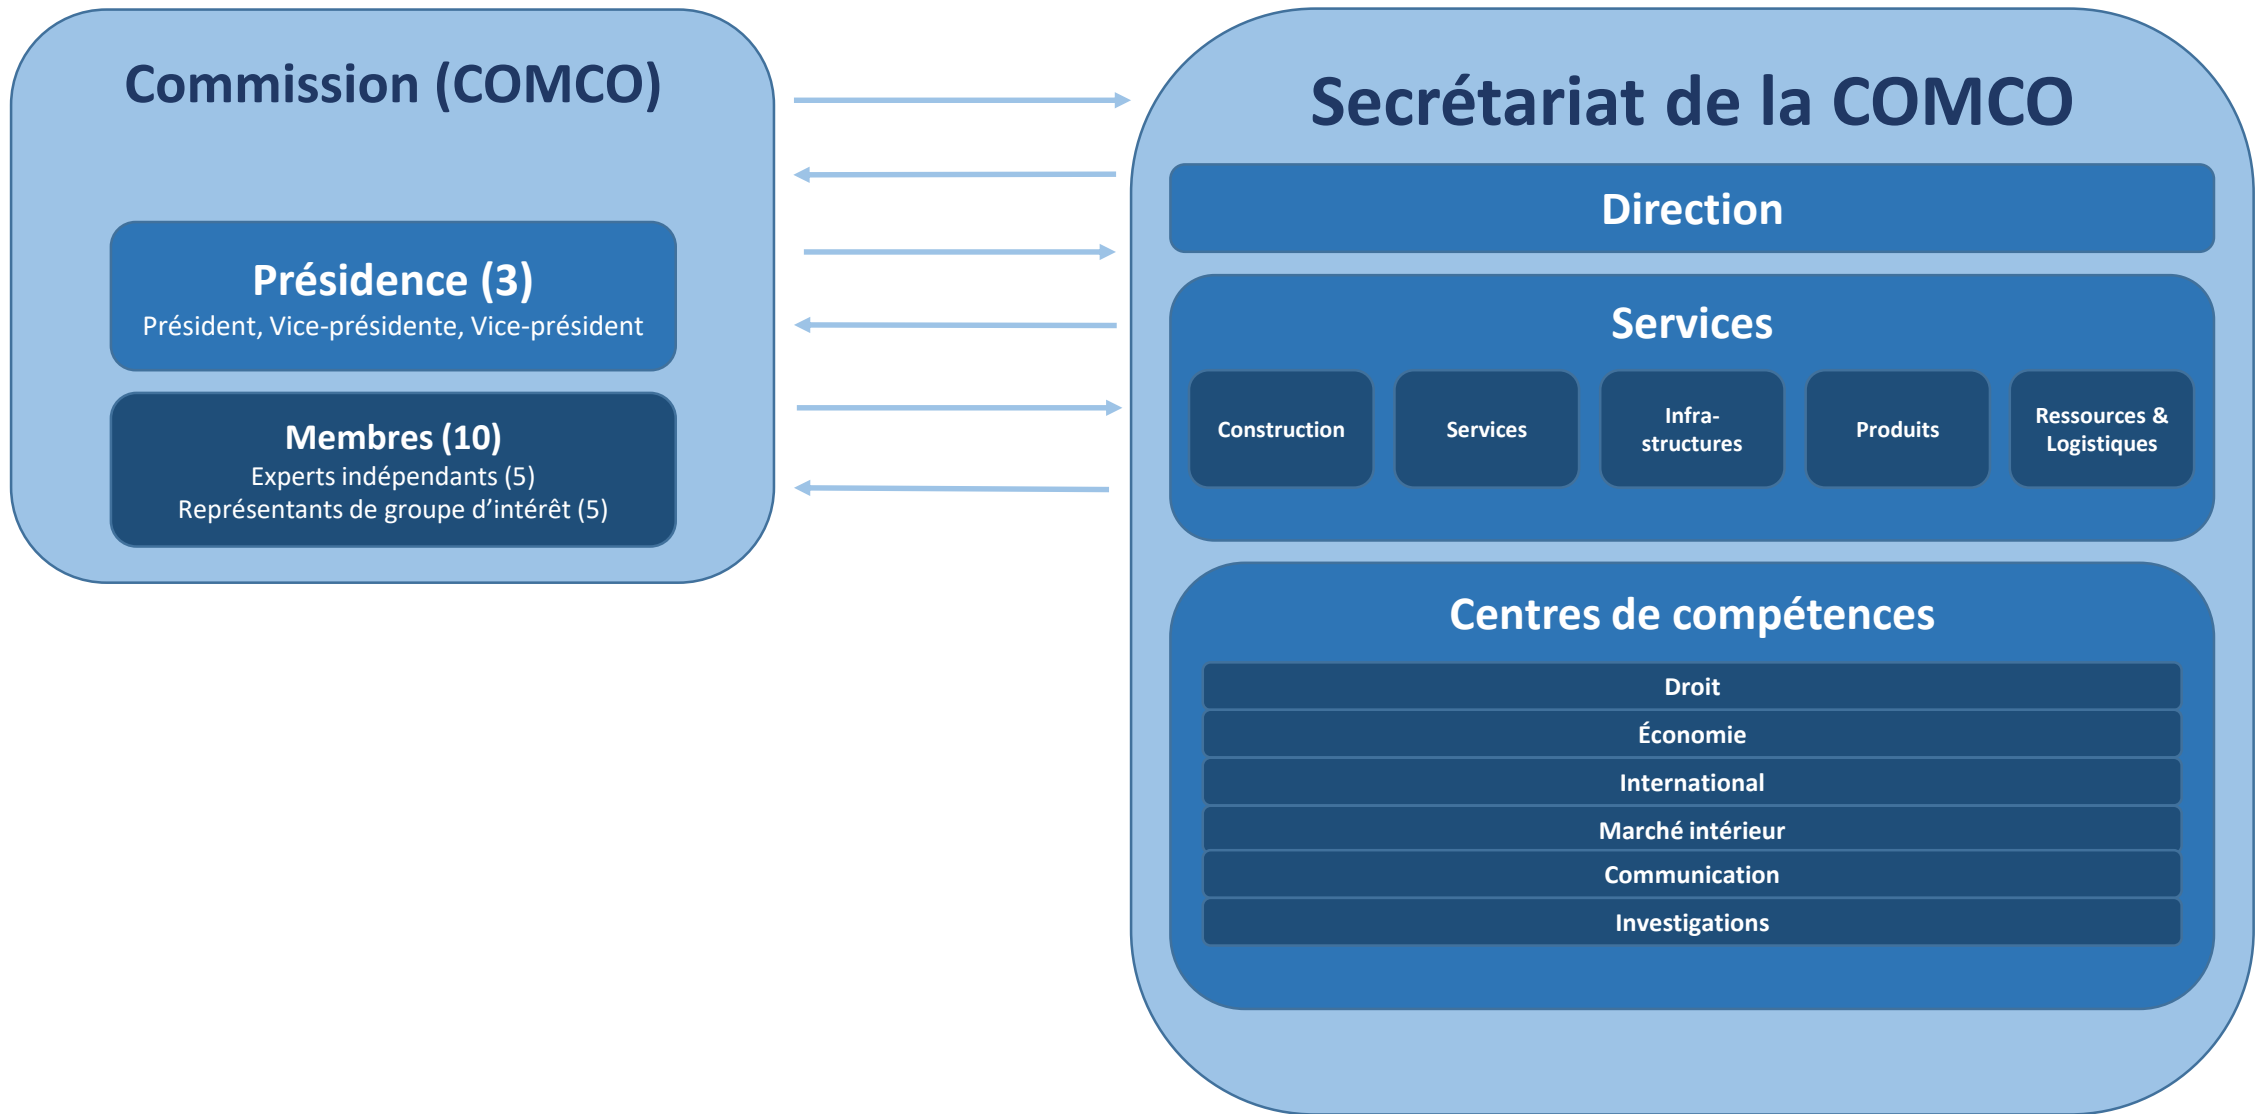 Commission (COMCO)
Présidence (3)
Président, Vice-présidente, Vice-président
Membres (10)
Experts indépendants (5)
Représentants de groupe d’intérêt (5)
Secrétariat de la COMCO
Direction
Services
Construction
Services
Infra-
structures
Produits
Ressources &
Logistiques
Centres de compétences
Droit
Économie
International
Marché intérieur
Communication
Investigations